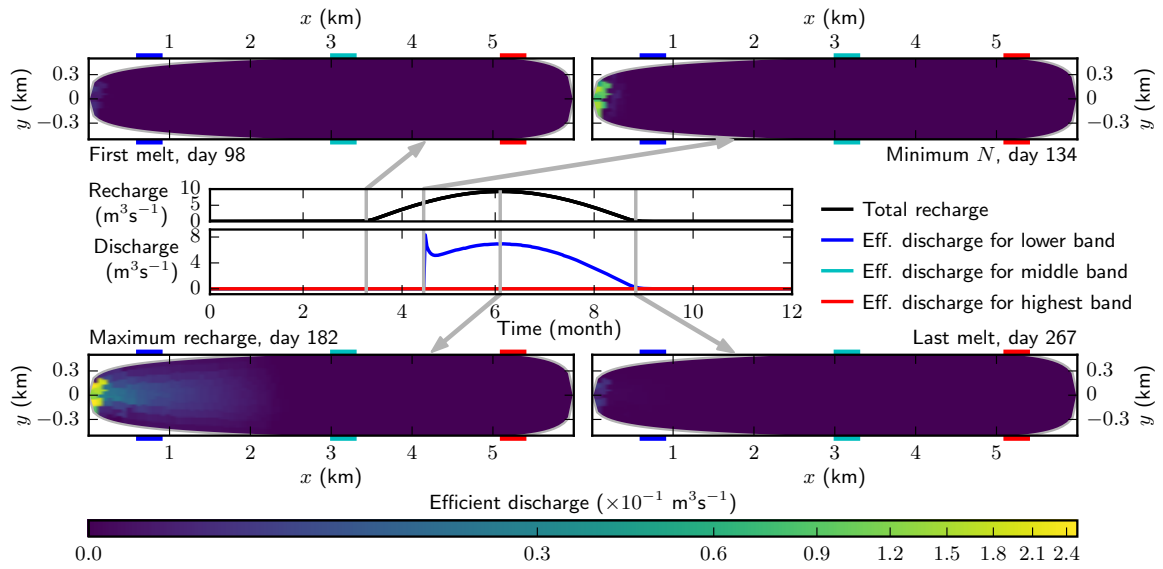 x (km)
x (km)
1 2 3 4 5
1 2 3 4 5
y (km)
0.3
0
−0.3
0.3
0
−0.3
y (km)
First melt, day 98
Minimum N, day 134
Recharge
(m³s⁻¹)
10
5
0
Discharge
(m³s⁻¹)
8
4
0
0 2 4 6 8 10 12
Time (month)
Total recharge
Eff. discharge for lower band
Eff. discharge for middle band
Eff. discharge for highest band
Maximum recharge, day 182
Last melt, day 267
y (km)
0.3
0
−0.3
0.3
0
−0.3
y (km)
1 2 3 4 5
1 2 3 4 5
x (km)
x (km)
Efficient discharge (×10⁻¹ m³s⁻¹)
0.0 0.3 0.6 0.9 1.2 1.5 1.8 2.1 2.4